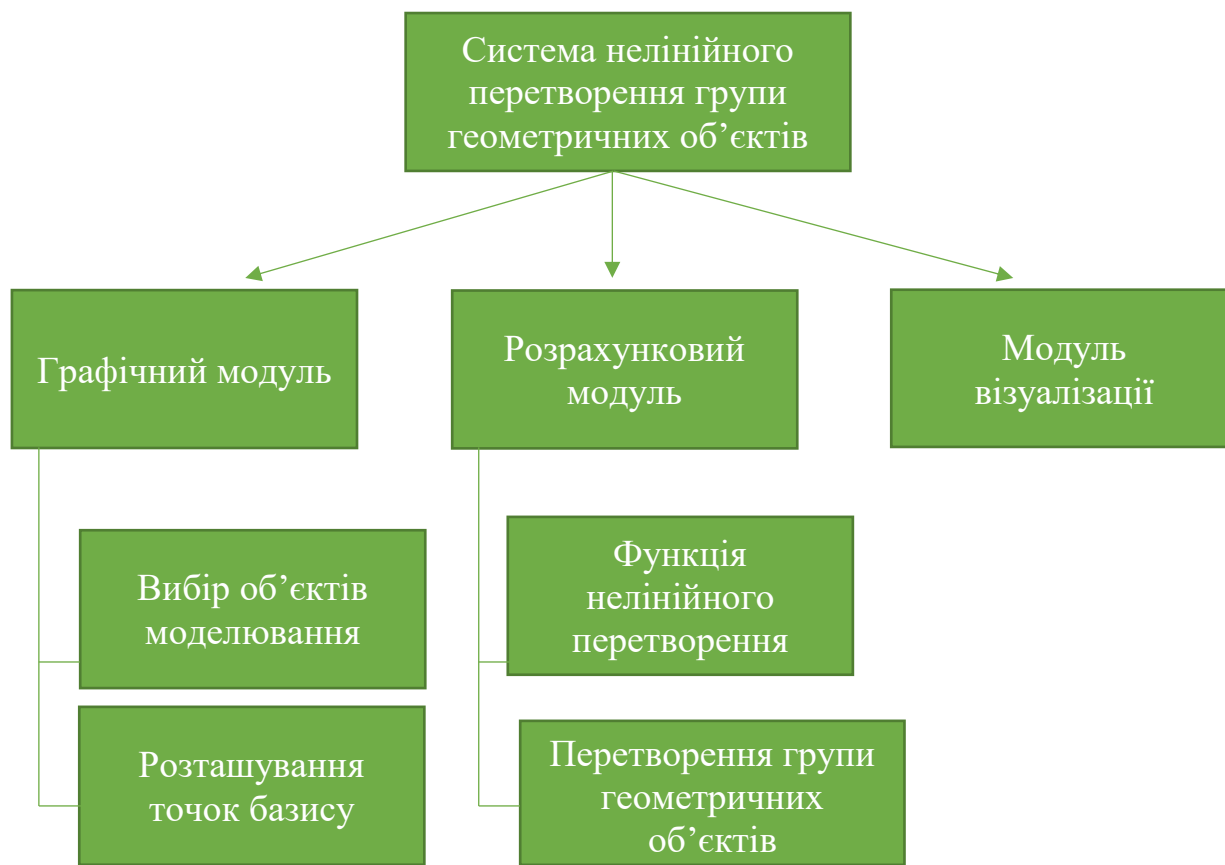 Система нелінійного
перетворення групи
геометричних об’єктів
Графічний модуль
Розрахунковий
модуль
Модуль
візуалізації
Вибір об’єктів
моделювання
Розташування
точок базису
Функція
нелінійного
перетворення
Перетворення групи
геометричних
об’єктів